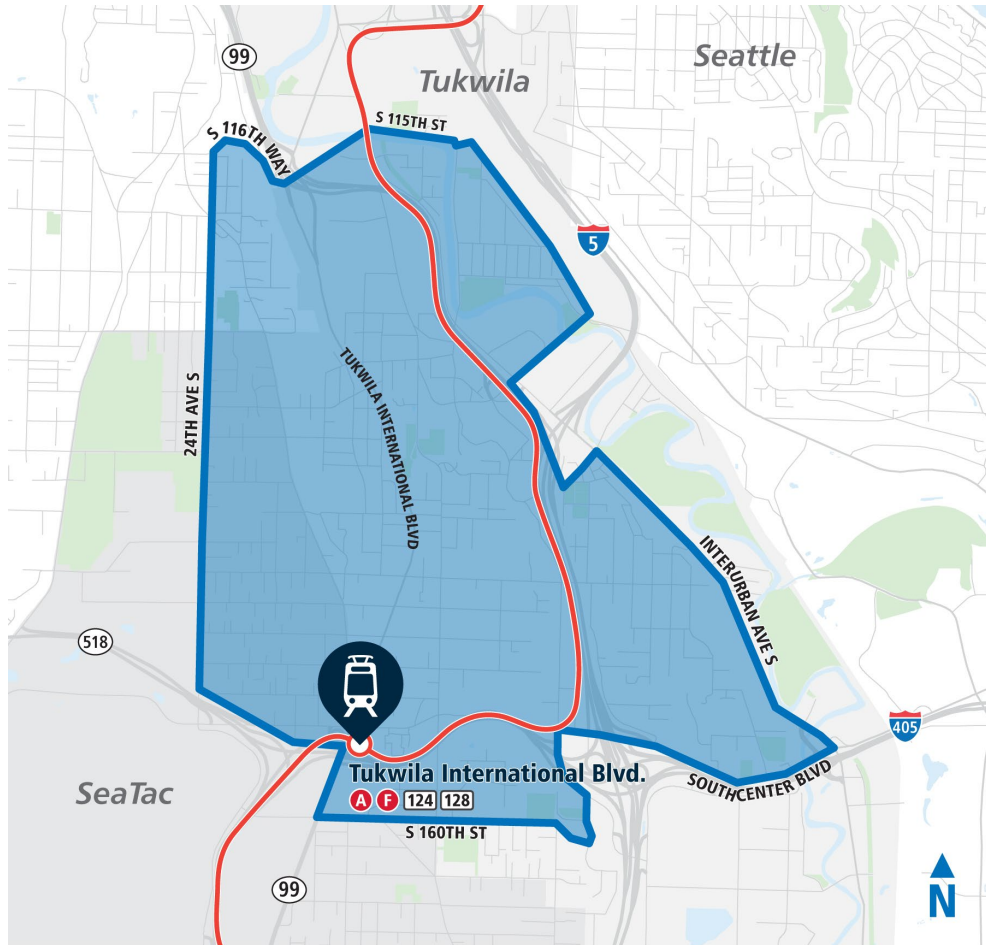 99
Tukwila
Seattle
S 115TH ST
S 116TH WAY
5
TUKWILA INTERNATIONAL BLVD
24TH AVE S
INTERURBAN AVE S
518
405
Tukwila International Blvd.
A F 124 128
SOUTHCENTER BLVD
SeaTac
S 160TH ST
99
N